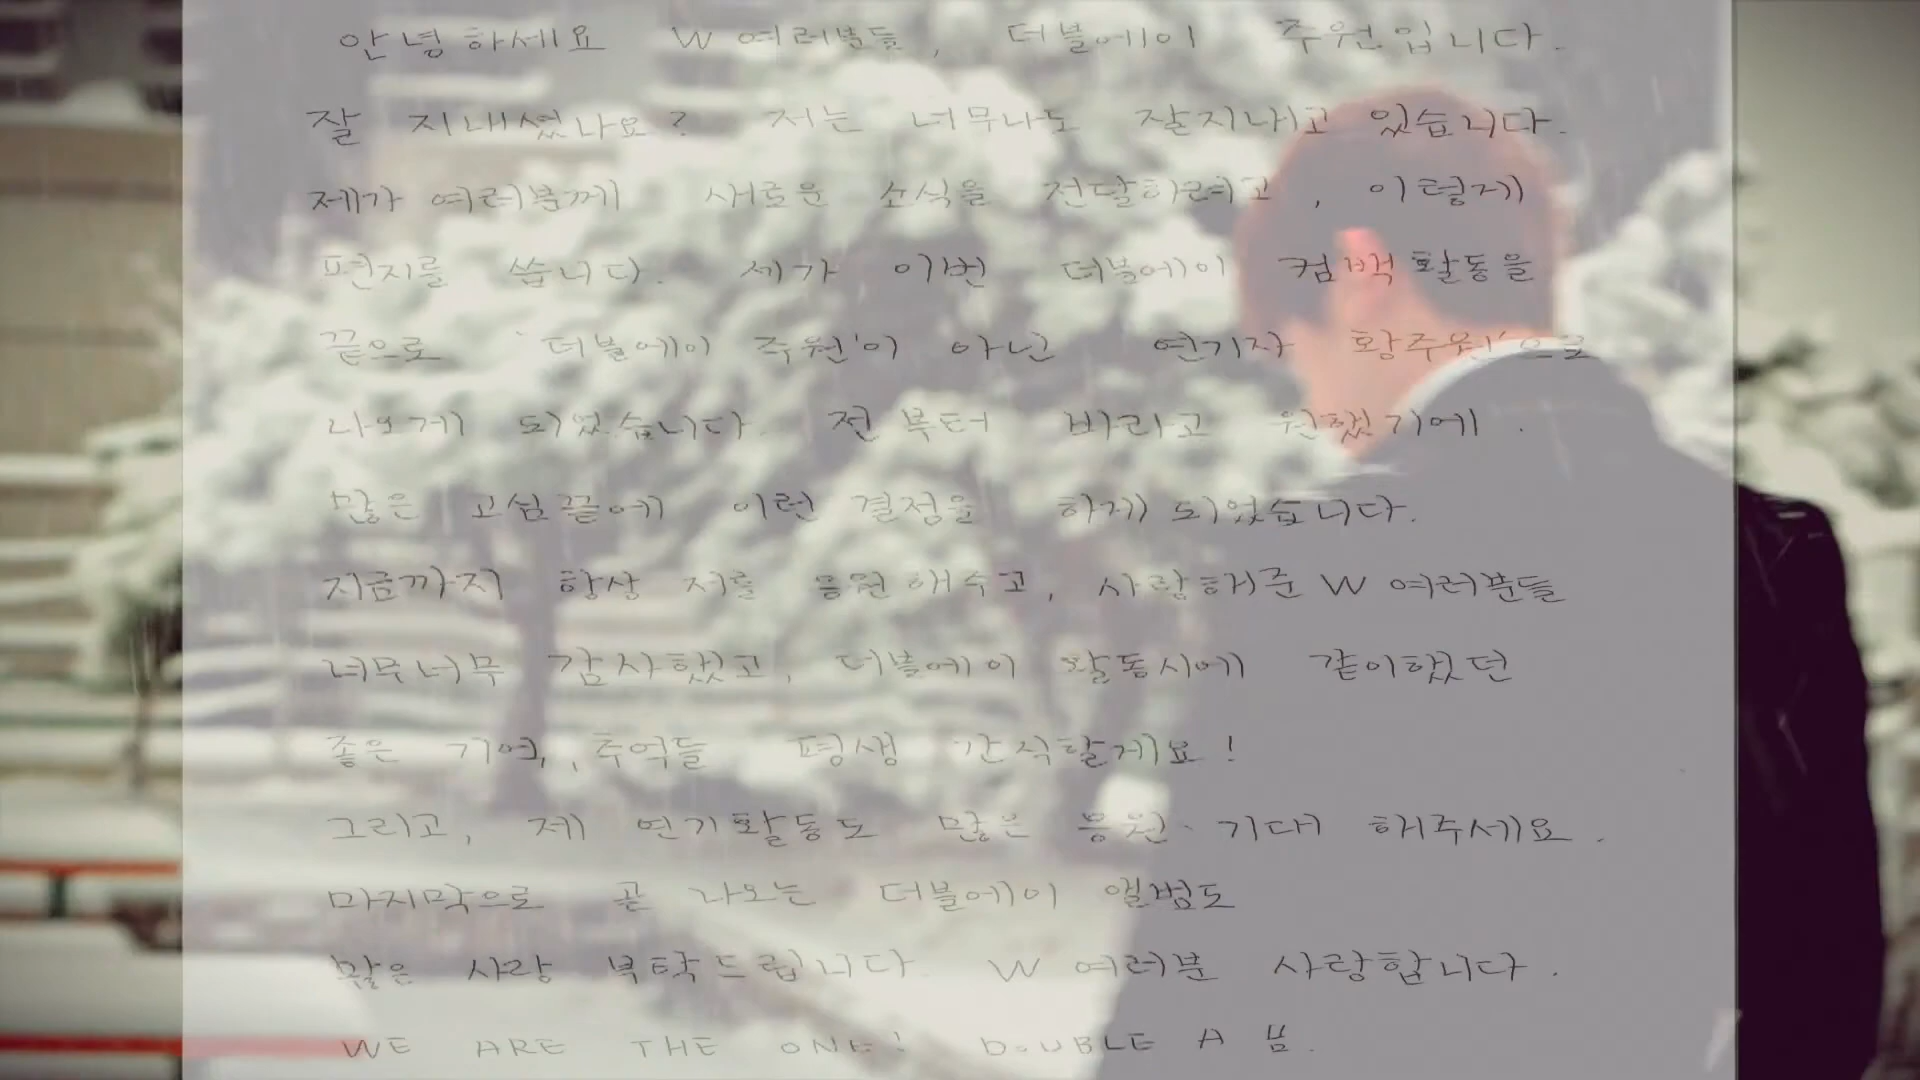 안녕하세요 W 여러분들, 더블에이 주원입니다.
잘 지내셨나요? 저는 너무나도 잘지내고 있습니다.
제가 여러분께 새로운 소식을 전달하려고, 이렇게
편지를 씁니다. 제가 이번 더블에이 컴백 활동을
끝으로 '더블에이 주원'이 아닌 연기자 황주원'으로
나오게 되었습니다. 전부터 바라고 원했기에.
많은 고심끝에 이런 결정을 하게 되었습니다.
지금까지 항상 저를 응원해주고, 사랑해준 W 여러분들
너무너무 감사했고, 더블에이 활동시에 같이했던
좋은 기억, 추억들 평생 간직할게요!
그리고, 제 연기활동도 많은 응원 기대 해주세요.
마지막으로 곧 나오는 더블에이 앨범도
많은 사랑 부탁드립니다. W 여러분 사랑합니다.
WE ARE THE ONE! DOUBLE A